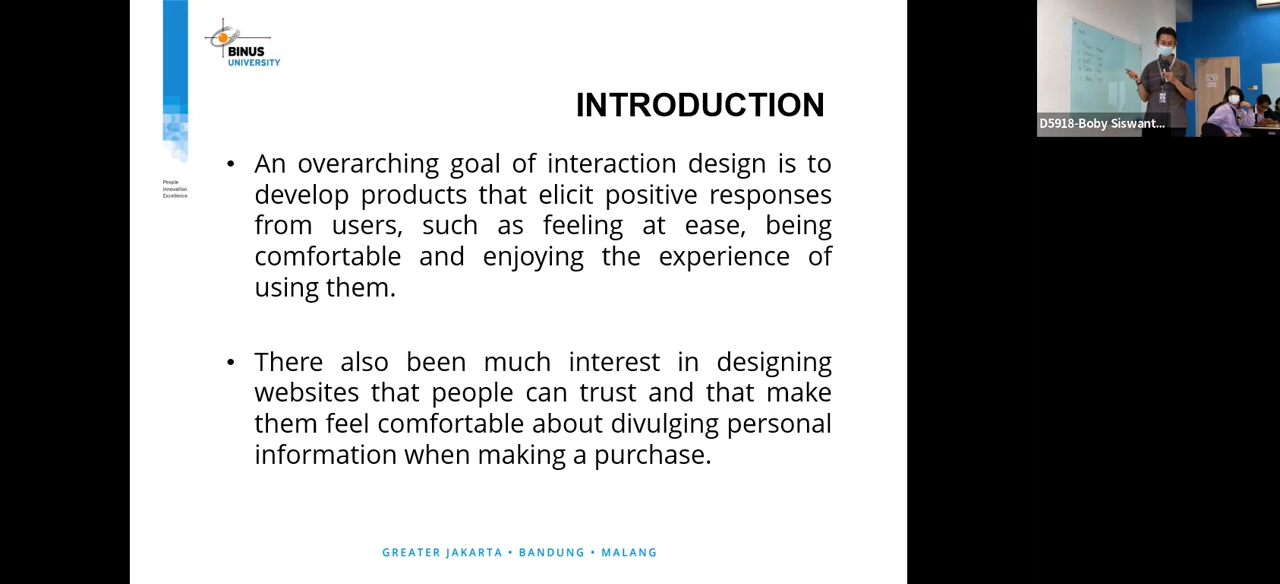 BINUS
UNIVERSITY
People
Innovation
Excellence
INTRODUCTION
• An overarching goal of interaction design is to
develop products that elicit positive responses
from users, such as feeling at ease, being
comfortable and enjoying the experience of
using them.
• There also been much interest in designing
websites that people can trust and that make
them feel comfortable about divulging personal
information when making a purchase.
GREATER JAKARTA • BANDUNG • MALANG
D5918-Boby Siswant...